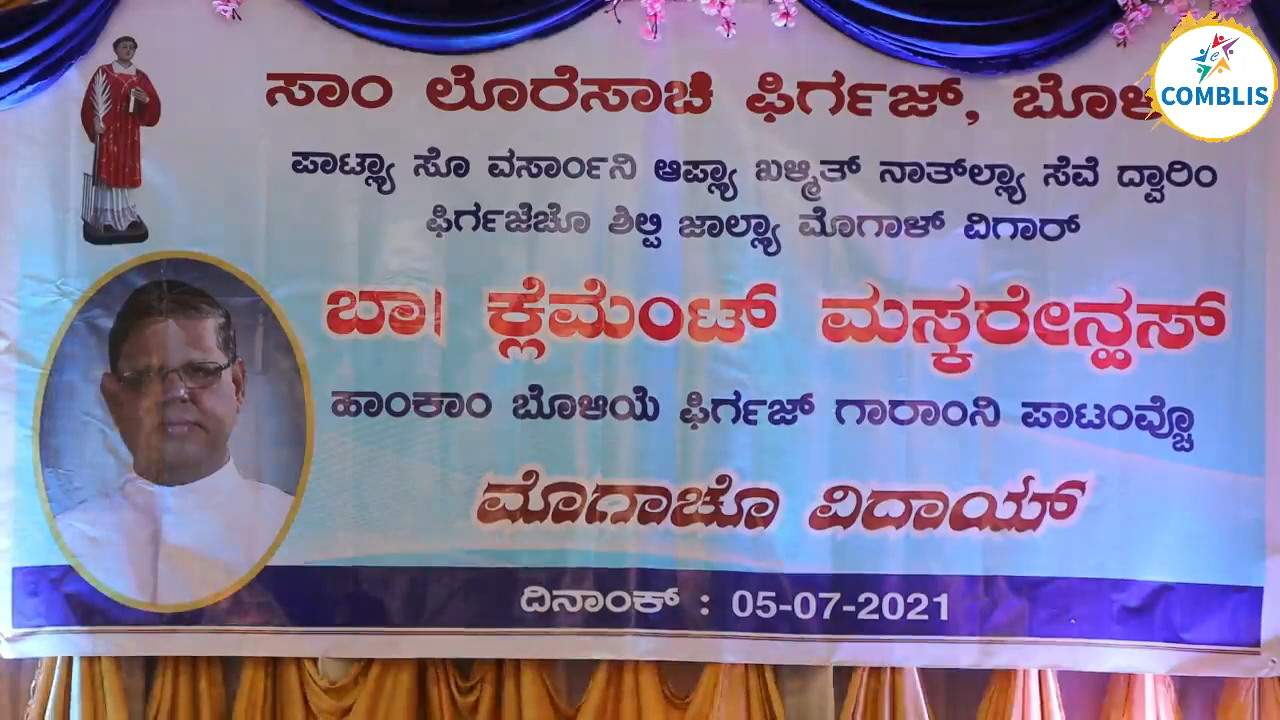 ಸಾಂ ಲೊರೆಸಾಚಿ ಫಿರ್ಗಜ್,
COMBLIS
ಪಾಟ್ಲ್ಯಾ ಸೊ ವರ್ಸಾಂನಿ ಆಪ್ಲ್ಯಾ ಖಳ್ಮಿತ್ ನಾತ್‌ಲ್ಲ್ಯಾ ಸೆವೆ ದ್ವಾರಿಂ
ಫಿರ್ಗಜೆಚೊ ಶಿಲ್ಪಿ ಜಾಲ್ಲ್ಯಾ ಮೊಗಾಳ್ ವಿಗಾರ್
ಬಾ। ಕ್ಲೆಮೆಂಟ್ ಮಸ್ಕರೇನ್ಹಸ್
ಹಾಂಕಾಂ ಬೊಳಿಯೆ ಫಿರ್ಗಜ್ ಗಾರಾಂನಿ ಪಾಟಂವ್ಚೊ
ಮೊಗಾಚೊ ವಿದಾಯ್
ದಿನಾಂಕ್ : 05-07-2021